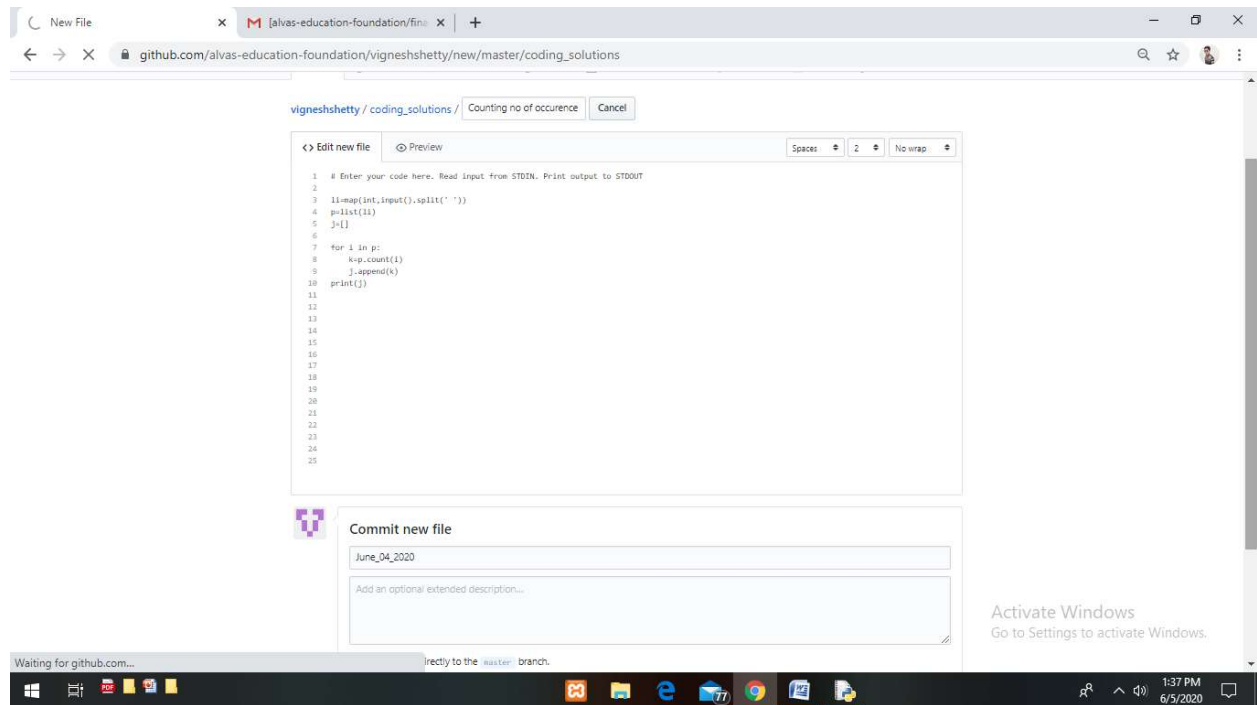 New File
[alvas-education-foundation/fina
github.com/alvas-education-foundation/vigneshshetty/new/master/coding_solutions
vigneshshetty / coding_solutions / Counting no of occurence Cancel
<> Edit new file Preview Spaces 2 No wrap
1 # Enter your code here. Read input from STDIN. Print output to STDOUT
2
3 li=map(int,input().split(' '))
4 p=list(li)
5 j=[]
6
7 for i in p:
8 k=p.count(i)
9 j.append(k)
10 print(j)
11
12
13
14
15
16
17
18
19
20
21
22
23
24
25
Commit new file
June_04_2020
Add an optional extended description...
Activate Windows
Go to Settings to activate Windows.
Waiting for github.com...
irectly to the master branch.
77
1:37 PM
6/5/2020